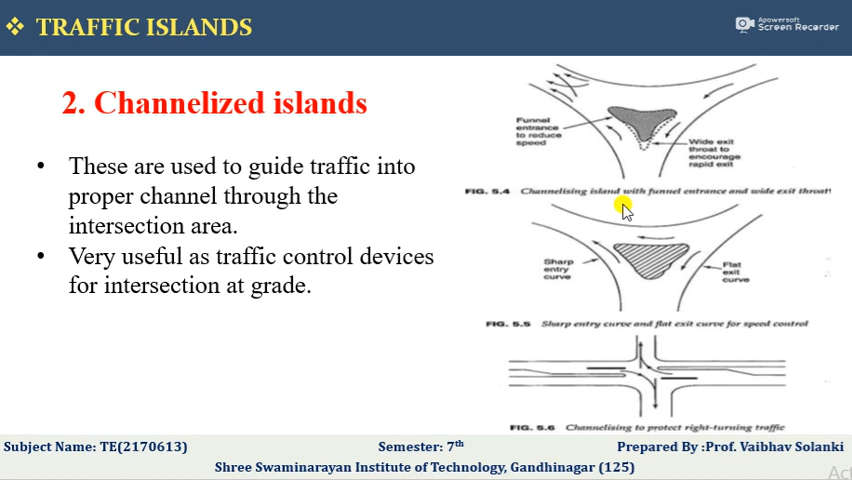 TRAFFIC ISLANDS
Apowersoft
Screen Recorder
2. Channelized islands
• These are used to guide traffic into
proper channel through the
intersection area.
• Very useful as traffic control devices
for intersection at grade.
Funnel
entrance
to reduce
speed
Wide exit
throat to
encourage
rapid exit
FIG. 5.4 Channelising island with funnel entrance and wide exit throat
Sharp
entry
curve
Flat
exit
curve
FIG. 5.5 Sharp entry curve and flat exit curve for speed control
FIG. 5.6 Channelising to protect right-turning traffic
Subject Name: TE(2170613) Semester: 7th Prepared By :Prof. Vaibhav Solanki
Shree Swaminarayan Institute of Technology, Gandhinagar (125)